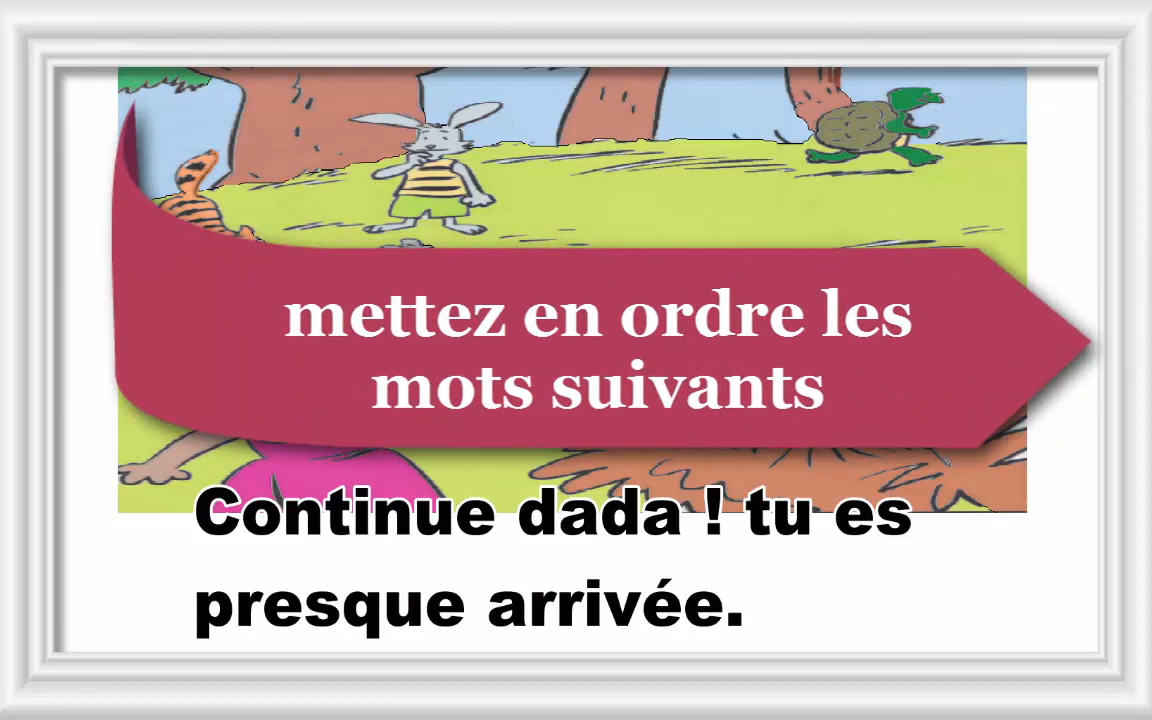 mettez en ordre les
mots suivants
Continue dada ! tu es
presque arrivée.